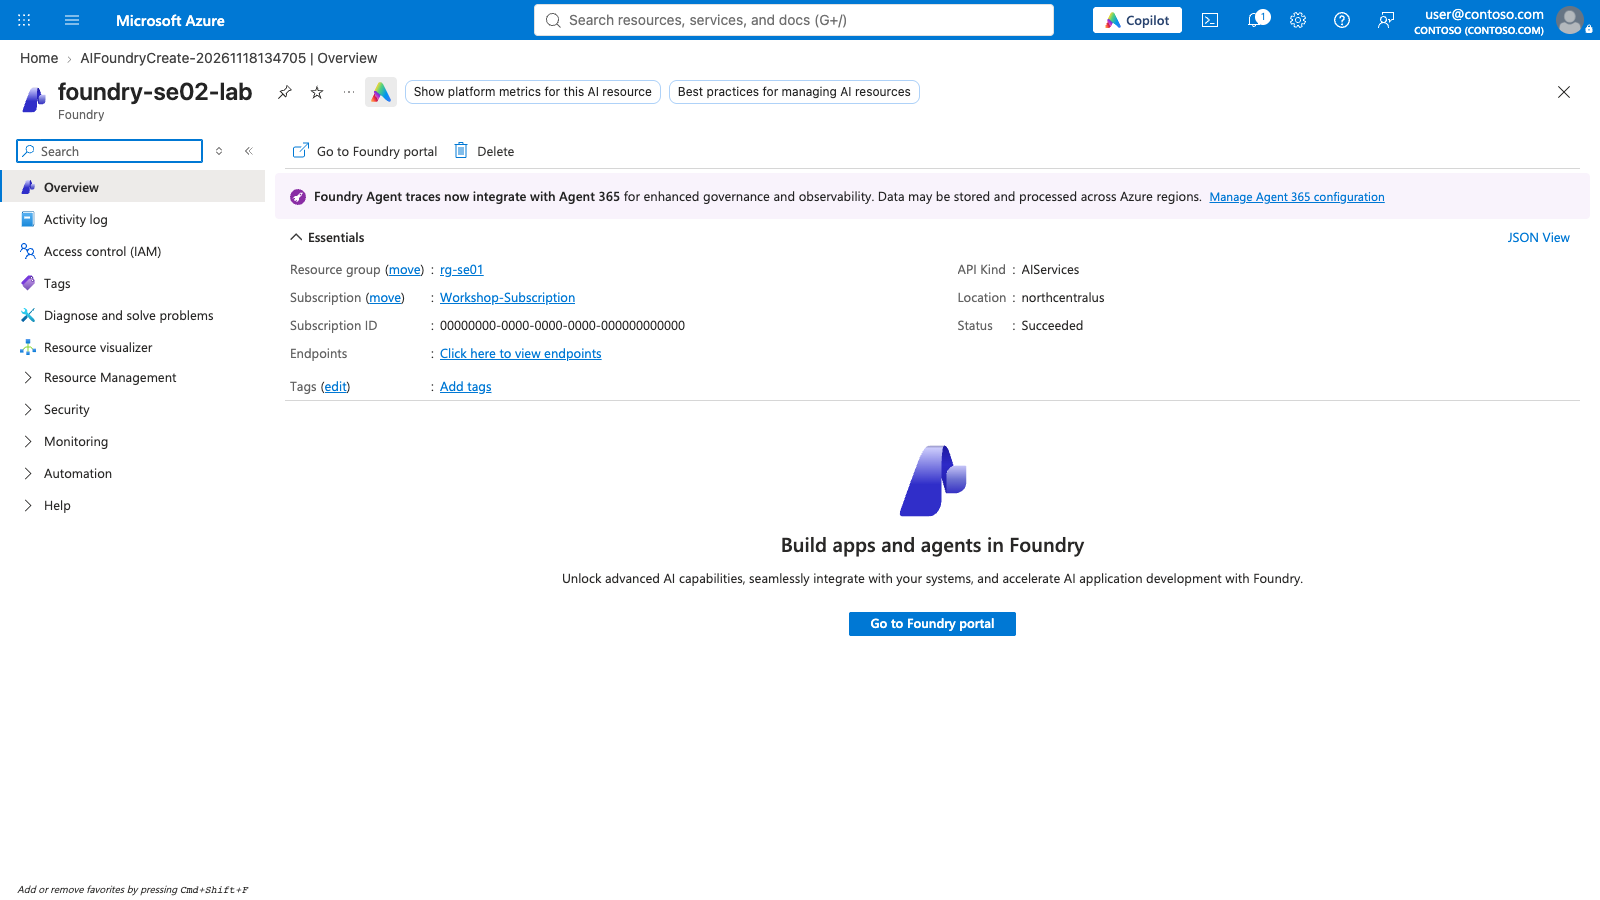 Microsoft Azure
Search resources, services, and docs (G+/)
Copilot
1
user@contoso.com
CONTOSO (CONTOSO.COM)
Home › AIFoundryCreate-20261118134705 | Overview
foundry-se02-lab
Foundry
Show platform metrics for this AI resource
Best practices for managing AI resources
Search
Go to Foundry portal
Delete
Overview
Activity log
Access control (IAM)
Tags
Diagnose and solve problems
Resource visualizer
Resource Management
Security
Monitoring
Automation
Help
Foundry Agent traces now integrate with Agent 365 for enhanced governance and observability. Data may be stored and processed across Azure regions. Manage Agent 365 configuration
Essentials
JSON View
Resource group (move) : rg-se01
Subscription (move) : Workshop-Subscription
Subscription ID : 00000000-0000-0000-0000-000000000000
Endpoints : Click here to view endpoints
Tags (edit) : Add tags
API Kind : AIServices
Location : northcentralus
Status : Succeeded
Build apps and agents in Foundry
Unlock advanced AI capabilities, seamlessly integrate with your systems, and accelerate AI application development with Foundry.
Go to Foundry portal
Add or remove favorites by pressing Cmd+Shift+F